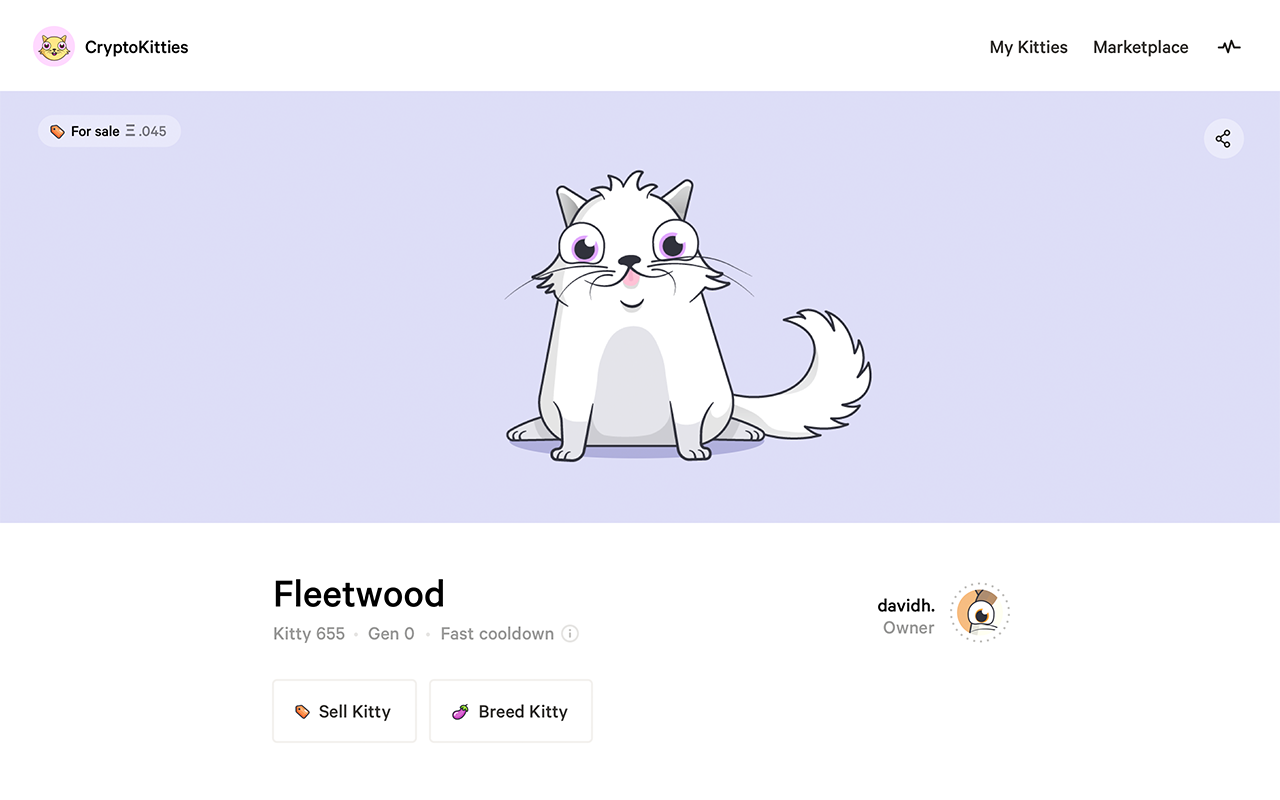 CryptoKitties
My Kitties Marketplace
For sale Ξ .045
Fleetwood
Kitty 655 • Gen 0 • Fast cooldown
davidh.
Owner
Sell Kitty
Breed Kitty